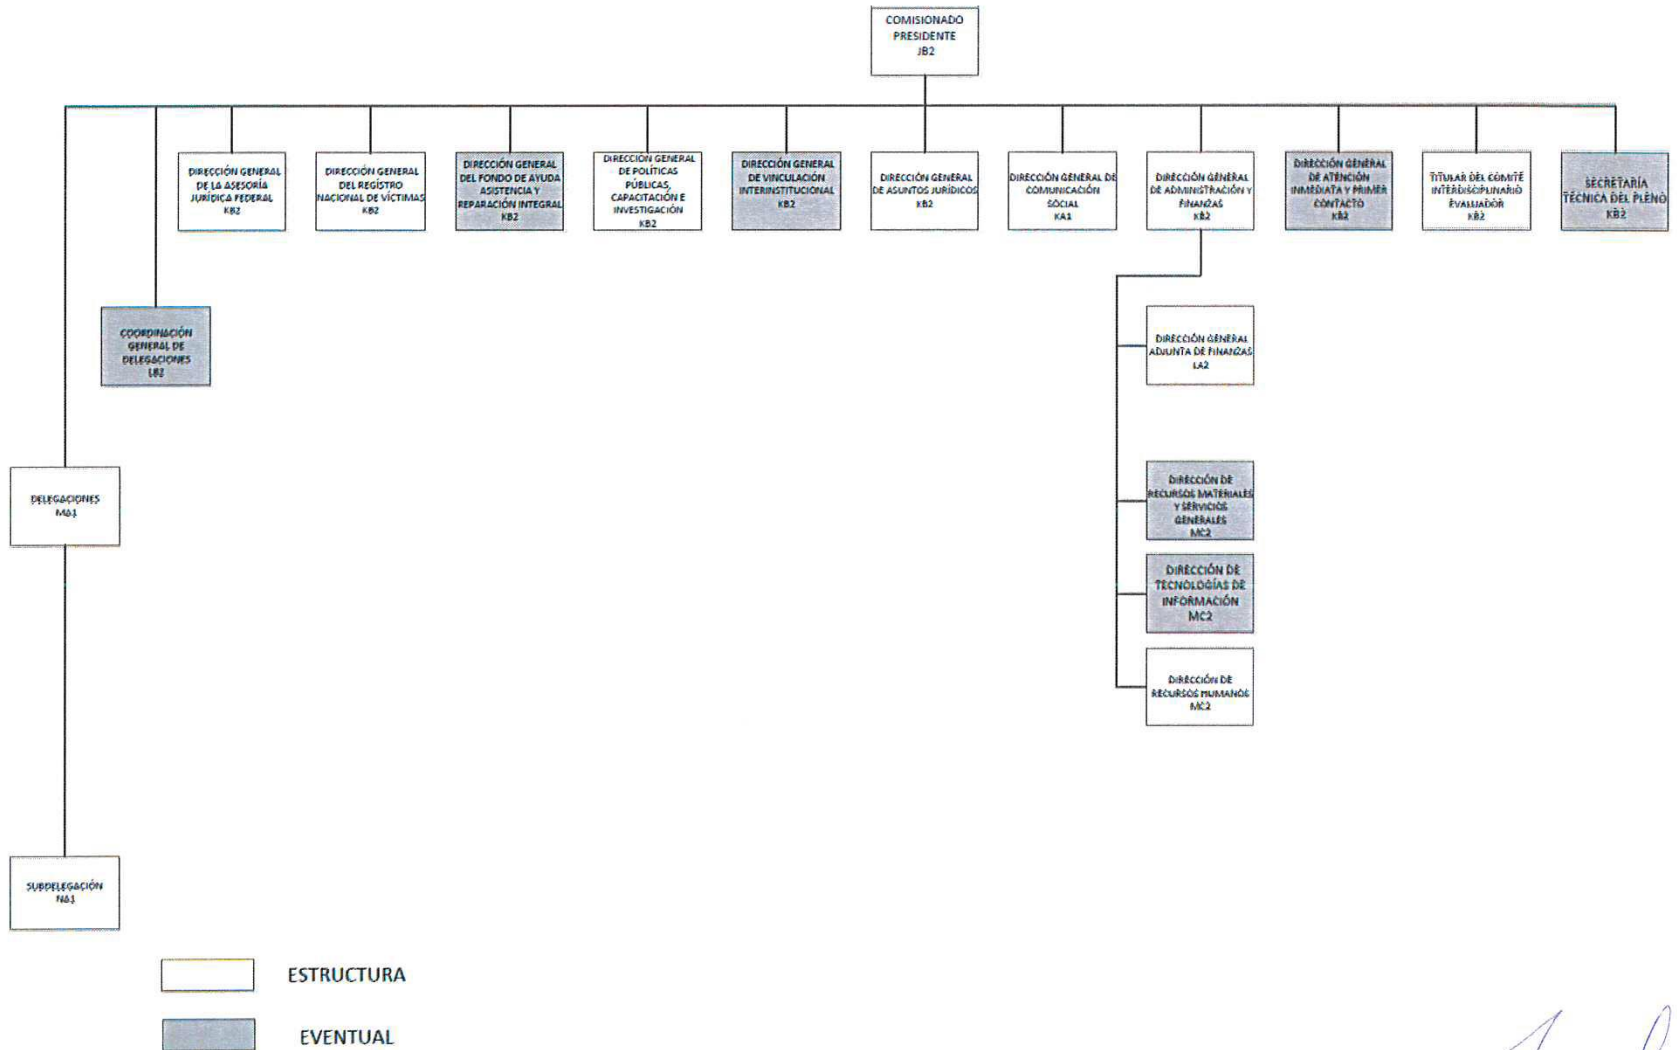 COMISIONADO
PRESIDENTE
JB2
DIRECCIÓN GENERAL
DE LA ASESORÍA
JURÍDICA FEDERAL
KB2
DIRECCIÓN GENERAL
DEL REGISTRO
NACIONAL DE VÍCTIMAS
KB2
DIRECCIÓN GENERAL
DEL FONDO DE AYUDA
ASISTENCIA Y
REPARACIÓN INTEGRAL
KB2
DIRECCIÓN GENERAL
DE POLÍTICAS
PÚBLICAS,
CAPACITACIÓN E
INVESTIGACIÓN
KB2
DIRECCIÓN GENERAL
DE VINCULACIÓN
INTERINSTITUCIONAL
KB2
DIRECCIÓN GENERAL
DE ASUNTOS JURÍDICOS
KB2
DIRECCIÓN GENERAL DE
COMUNICACIÓN
SOCIAL
KA1
DIRECCIÓN GENERAL
DE ADMINISTRACIÓN Y
FINANZAS
KB2
DIRECCIÓN GENERAL
DE ATENCIÓN
INMEDIATA Y PRIMER
CONTACTO
KB2
TITULAR DEL COMITÉ
INTERDISCIPLINARIO
EVALUADOR
KB2
SECRETARÍA
TÉCNICA DEL PLENO
KB2
COORDINACIÓN
GENERAL DE
DELEGACIONES
LB2
DIRECCIÓN GENERAL
ADJUNTA DE FINANZAS
LA2
DELEGACIONES
MA1
DIRECCIÓN DE
RECURSOS MATERIALES
Y SERVICIOS
GENERALES
MC2
DIRECCIÓN DE
TECNOLOGÍAS DE
INFORMACIÓN
MC2
DIRECCIÓN DE
RECURSOS HUMANOS
MC2
SUBDELEGACIÓN
NA1
ESTRUCTURA
EVENTUAL